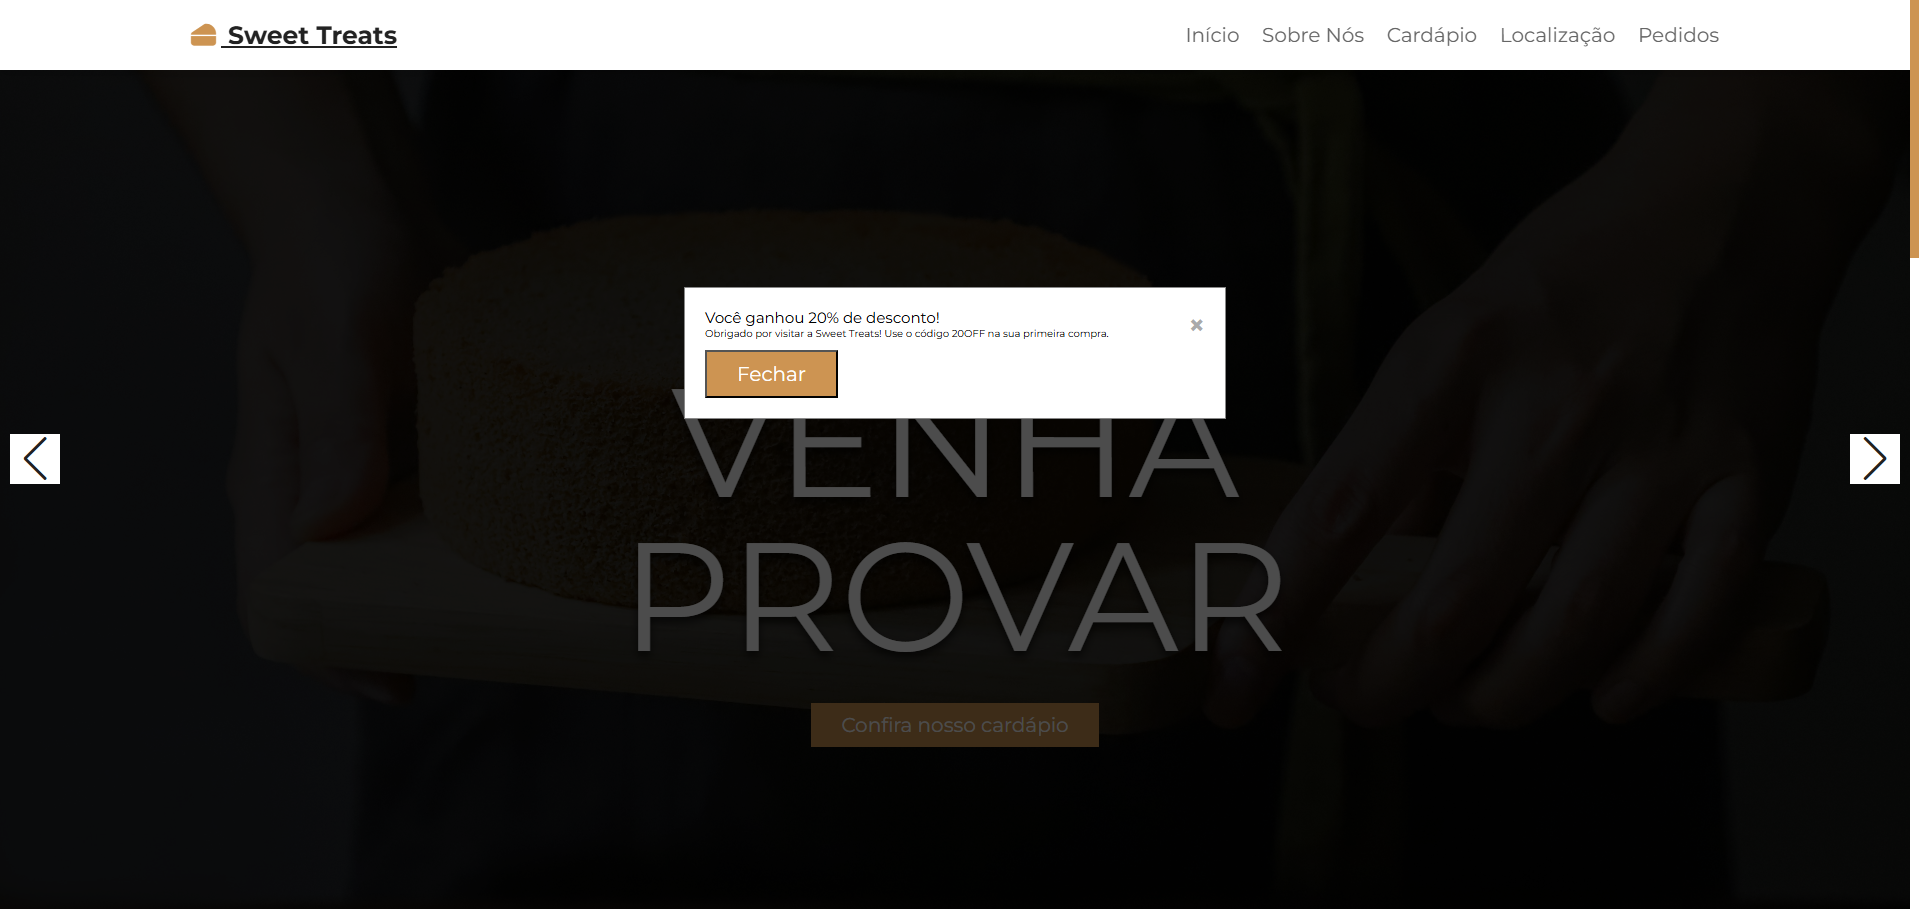 Sweet Treats
Início Sobre Nós Cardápio Localização Pedidos
Você ganhou 20% de desconto!
Obrigado por visitar a Sweet Treats! Use o código 20OFF na sua primeira compra.
Fechar
VENHA
PROVAR
Confira nosso cardápio